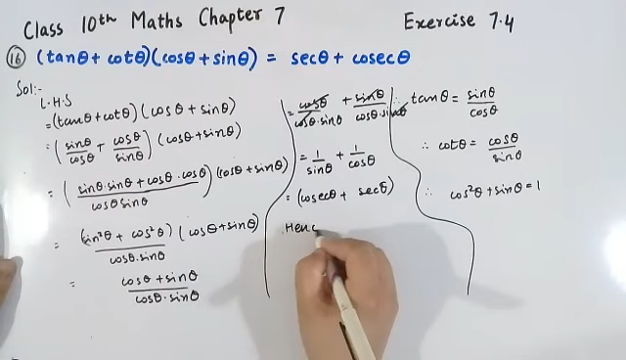 Class 10th Maths Chapter 7 Exercise 7.4
16 (tanθ + cotθ)(cosθ + sinθ) = secθ + cosecθ
Sol:-
L.H.S
= (tanθ + cotθ)(cosθ + sinθ)
= (sinθ/cosθ + cosθ/sinθ)(cosθ + sinθ)
= (sinθ·sinθ + cosθ·cosθ / cosθ sinθ)(cosθ + sinθ)
= (sin²θ + cos²θ)(cosθ + sinθ) / cosθ·sinθ
= cosθ + sinθ / cosθ·sinθ
= cosθ/cosθ·sinθ + sinθ/cosθ·sinθ
= 1/sinθ + 1/cosθ
= (cosecθ + secθ)
Henc
∴ tanθ = sinθ/cosθ
∴ cotθ = cosθ/sinθ
∴ cos²θ + sinθ = 1